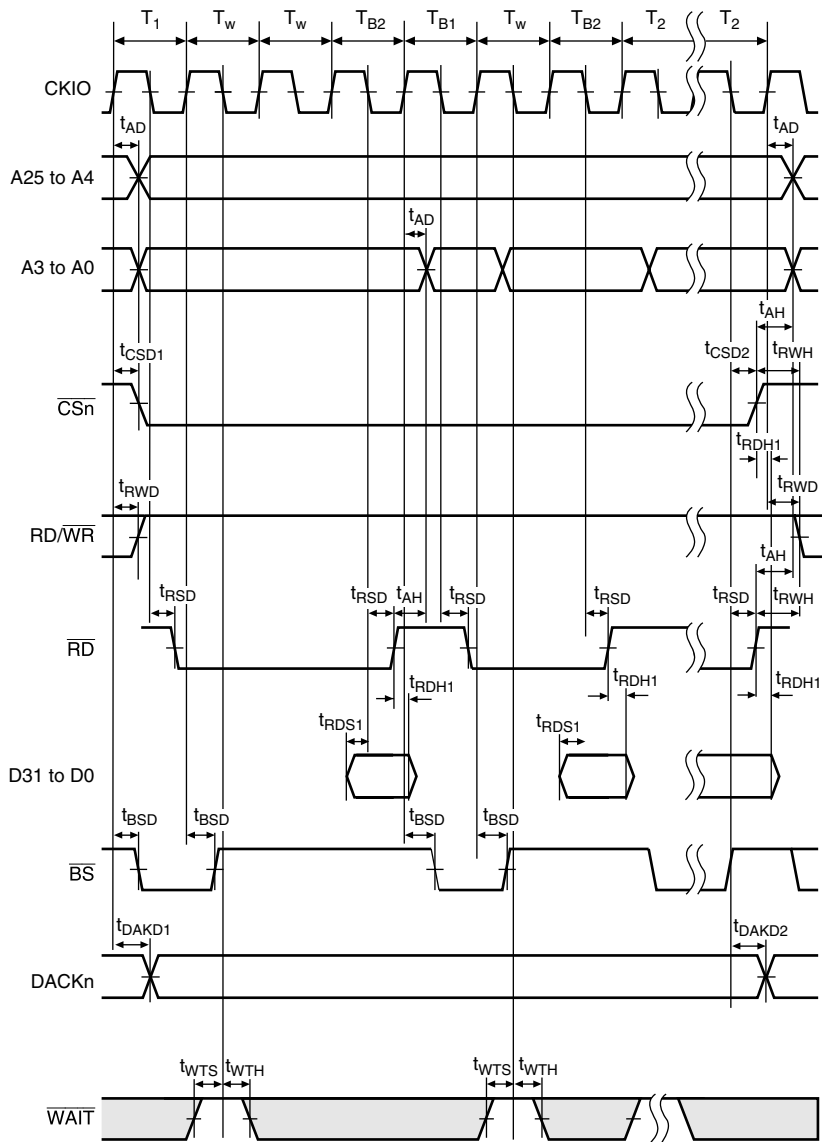 T1 Tw Tw TB2 TB1 Tw TB2 T2 T2
CKIO
tAD tAD
A25 to A4
tAD
A3 to A0
tAH
tCSD1 tCSD2 tRWH
CSn
tRDH1
tRWD tRWD
RD/WR
tAH
tRSD tRSD tAH tRSD tRSD tRSD tRWH
RD
tRDH1 tRDH1 tRDH1
tRDS1 tRDS1
D31 to D0
tBSD tBSD tBSD tBSD
BS
tDAKD1 tDAKD2
DACKn
tWTS tWTH tWTS tWTH
WAIT